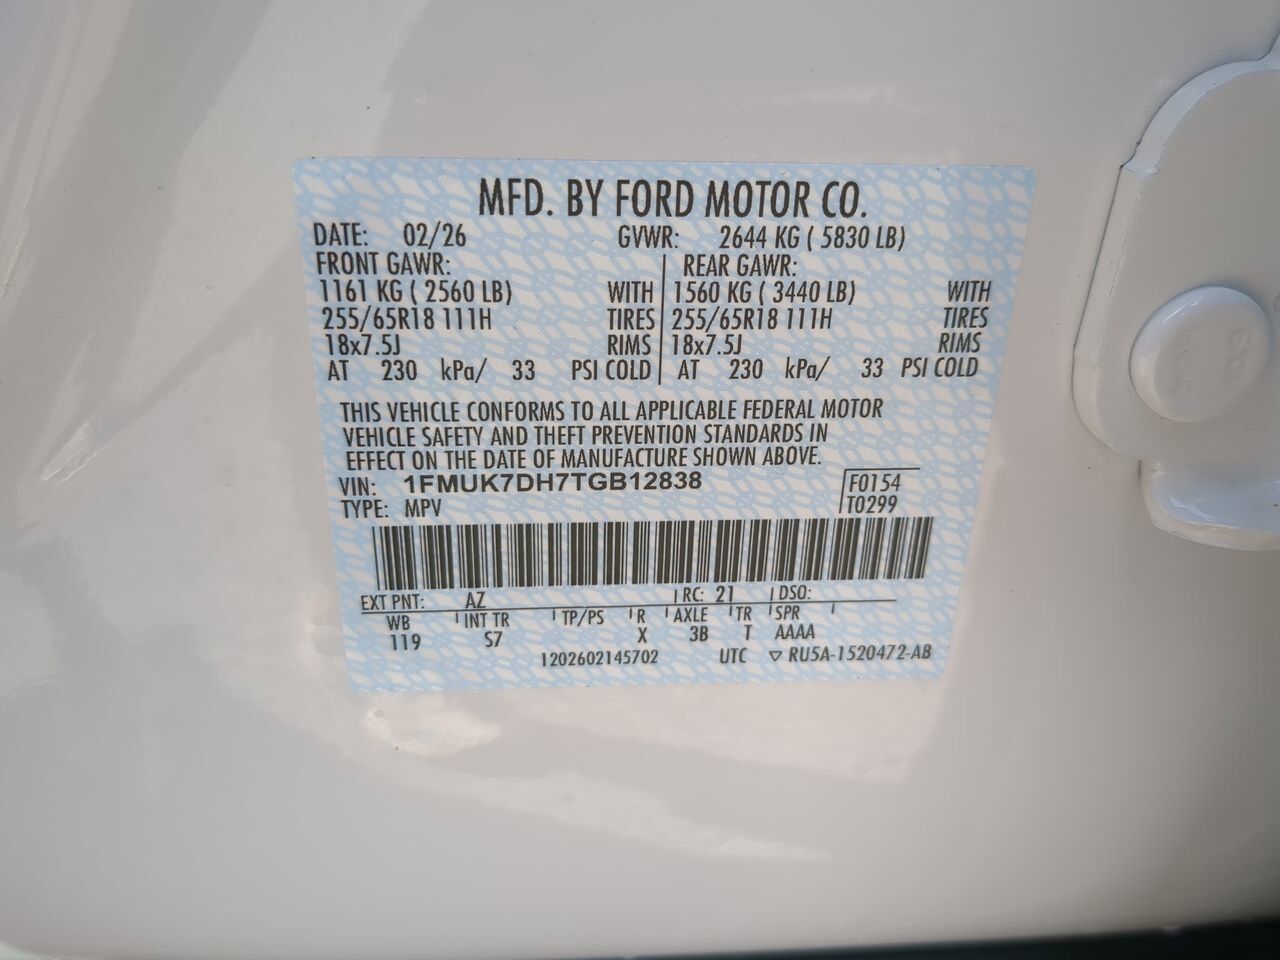 MFD. BY FORD MOTOR CO.
DATE: 02/26 GVWR: 2644 KG ( 5830 LB)
FRONT GAWR: REAR GAWR:
1161 KG ( 2560 LB) WITH 1560 KG ( 3440 LB) WITH
255/65R18 111H TIRES 255/65R18 111H TIRES
18x7.5J RIMS 18x7.5J RIMS
AT 230 kPa/ 33 PSI COLD AT 230 kPa/ 33 PSI COLD
THIS VEHICLE CONFORMS TO ALL APPLICABLE FEDERAL MOTOR
VEHICLE SAFETY AND THEFT PREVENTION STANDARDS IN
EFFECT ON THE DATE OF MANUFACTURE SHOWN ABOVE.
VIN: 1FMUK7DH7TGB12838 F0154
TYPE: MPV T0299
EXT PNT: AZ RC: 21 DSO:
WB INT TR TP/PS R AXLE TR SPR
119 S7 X 3B T AAAA
1202602145702 UTC ▽ RU5A-1520472-AB